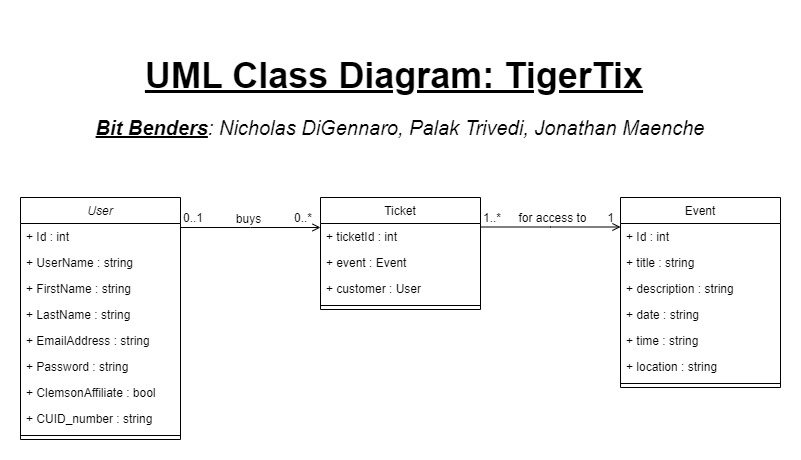 UML Class Diagram: TigerTix
Bit Benders: Nicholas DiGennaro, Palak Trivedi, Jonathan Maenche
User
0..1 buys 0..*
Ticket
1..* for access to 1
Event
+ Id : int
+ UserName : string
+ FirstName : string
+ LastName : string
+ EmailAddress : string
+ Password : string
+ ClemsonAffiliate : bool
+ CUID_number : string
+ ticketId : int
+ event : Event
+ customer : User
+ Id : int
+ title : string
+ description : string
+ date : string
+ time : string
+ location : string